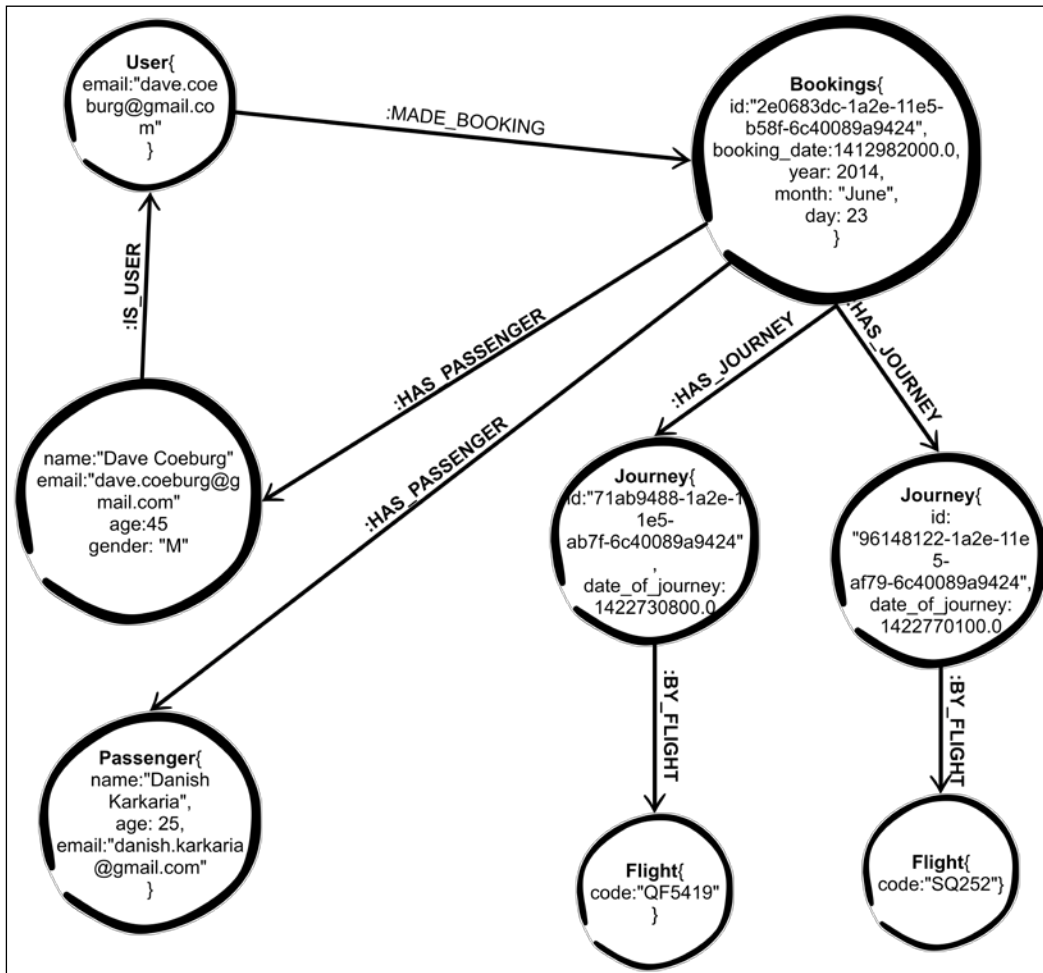 User{
email:"dave.coe
burg@gmail.co
m"
}
:MADE_BOOKING
Bookings{
id:"2e0683dc-1a2e-11e5-
b58f-6c40089a9424",
booking_date:1412982000.0,
year: 2014,
month: "June",
day: 23
}
:IS_USER
:HAS_PASSENGER
:HAS_PASSENGER
:HAS_JOURNEY
:HAS_JOURNEY
name:"Dave Coeburg"
email:"dave.coeburg@g
mail.com"
age:45
gender: "M"
Journey{
id:"71ab9488-1a2e-1
1e5-
ab7f-6c40089a9424"
,
date_of_journey:
1422730800.0
Journey{
id:
"96148122-1a2e-11e
5-
af79-6c40089a9424",
date_of_journey:
1422770100.0
:BY_FLIGHT
:BY_FLIGHT
Passenger{
name:"Danish
Karkaria",
age: 25,
email:"danish.karkaria
@gmail.com"
}
Flight{
code:"QF5419"
}
Flight{
code:"SQ252"}